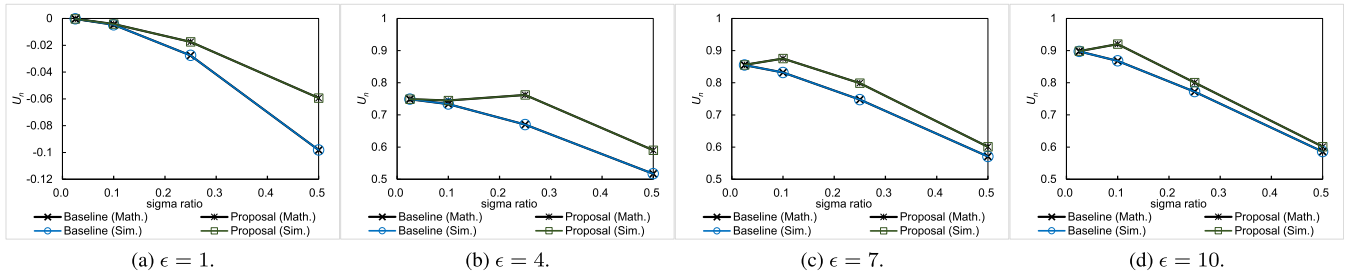 0
-0.02
-0.04
-0.06
-0.08
-0.1
-0.12
U_n
0.0 0.1 0.2 0.3 0.4 0.5
sigma ratio
Baseline (Math.) Proposal (Math.)
Baseline (Sim.) Proposal (Sim.)
(a) ϵ = 1.
1
0.9
0.8
0.7
0.6
0.5
U_n
0.0 0.1 0.2 0.3 0.4 0.5
sigma ratio
Baseline (Math.) Proposal (Math.)
Baseline (Sim.) Proposal (Sim.)
(b) ϵ = 4.
1
0.9
0.8
0.7
0.6
0.5
U_n
0.0 0.1 0.2 0.3 0.4 0.5
sigma ratio
Baseline (Math.) Proposal (Math.)
Baseline (Sim.) Proposal (Sim.)
(c) ϵ = 7.
1
0.9
0.8
0.7
0.6
0.5
U_n
0.0 0.1 0.2 0.3 0.4 0.5
sigma ratio
Baseline (Math.) Proposal (Math.)
Baseline (Sim.) Proposal (Sim.)
(d) ϵ = 10.